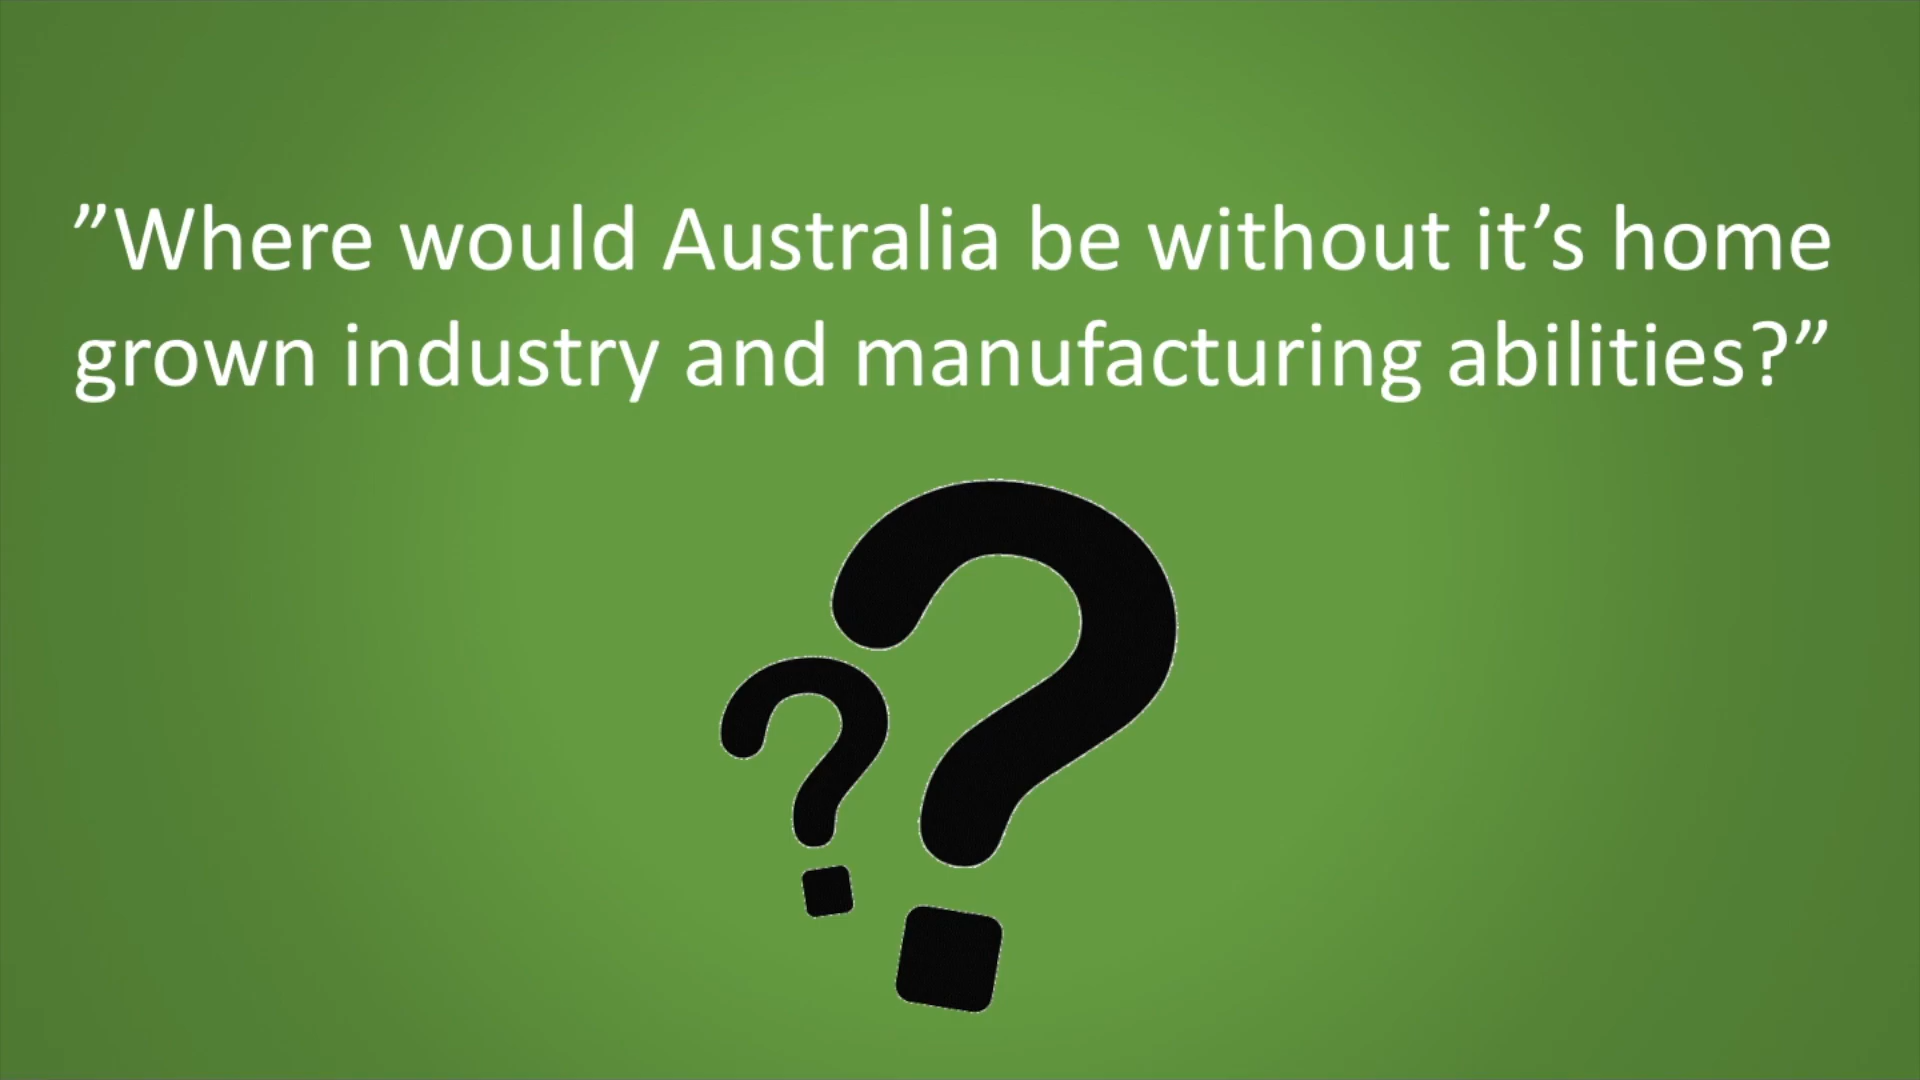 ”Where would Australia be without it’s home
grown industry and manufacturing abilities?”